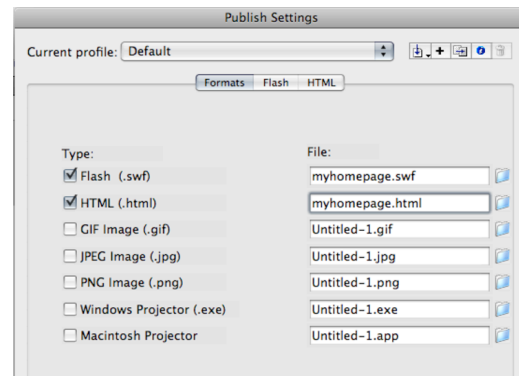 Publish Settings
Current profile: Default
Formats Flash HTML
Type: File:
Flash (.swf) myhomepage.swf
HTML (.html) myhomepage.html
GIF Image (.gif) Untitled-1.gif
JPEG Image (.jpg) Untitled-1.jpg
PNG Image (.png) Untitled-1.png
Windows Projector (.exe) Untitled-1.exe
Macintosh Projector Untitled-1.app